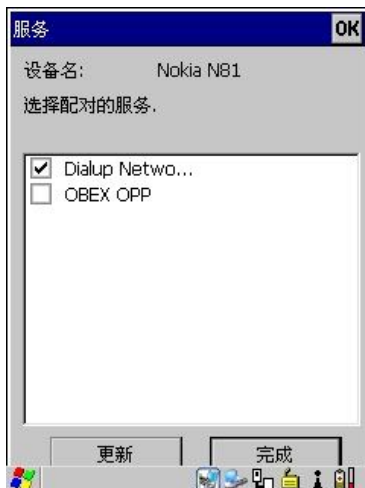 服务 OK
设备名: Nokia N81
选择配对的服务.
Dialup Netwo...
OBEX OPP
更新 完成